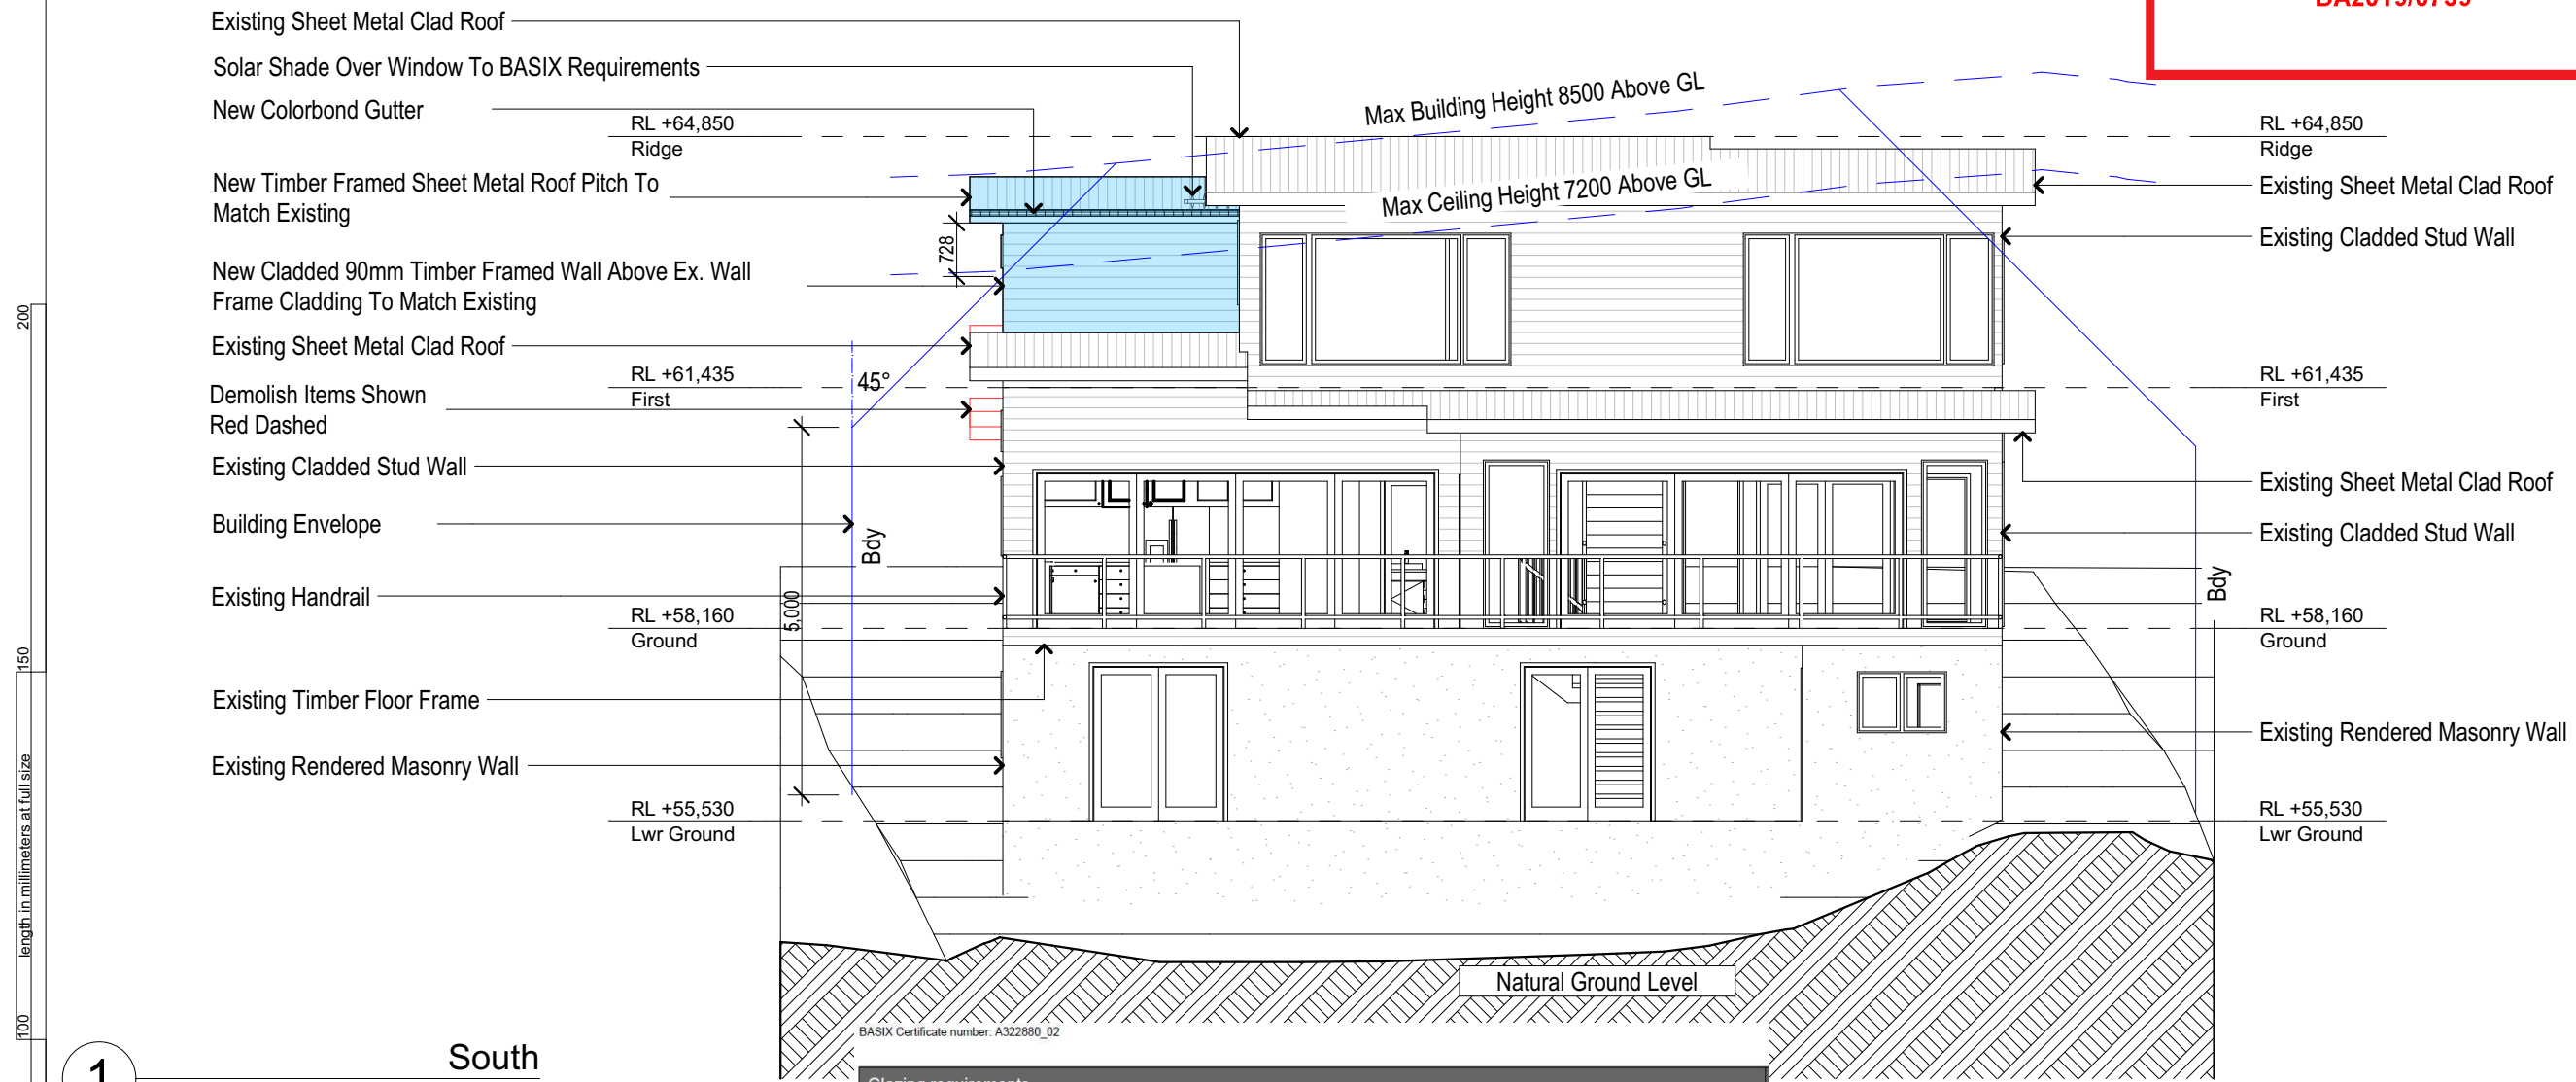 Existing Sheet Metal Clad Roof
Solar Shade Over Window To BASIX Requirements
New Colorbond Gutter
RL +64,850
Ridge
New Timber Framed Sheet Metal Roof Pitch To
Match Existing
728
New Cladded 90mm Timber Framed Wall Above Ex. Wall
Frame Cladding To Match Existing
Existing Sheet Metal Clad Roof
RL +61,435
First
45°
Demolish Items Shown
Red Dashed
Existing Cladded Stud Wall
Building Envelope
Bdy
Existing Handrail
5,000
RL +58,160
Ground
Existing Timber Floor Frame
Existing Rendered Masonry Wall
RL +55,530
Lwr Ground
Max Building Height 8500 Above GL
Max Ceiling Height 7200 Above GL
RL +64,850
Ridge
Existing Sheet Metal Clad Roof
Existing Cladded Stud Wall
RL +61,435
First
Existing Sheet Metal Clad Roof
Existing Cladded Stud Wall
Bdy
RL +58,160
Ground
Existing Rendered Masonry Wall
RL +55,530
Lwr Ground
Natural Ground Level
BASIX Certificate number: A322880_02
200
150
100
length in millimeters at full size
1
South